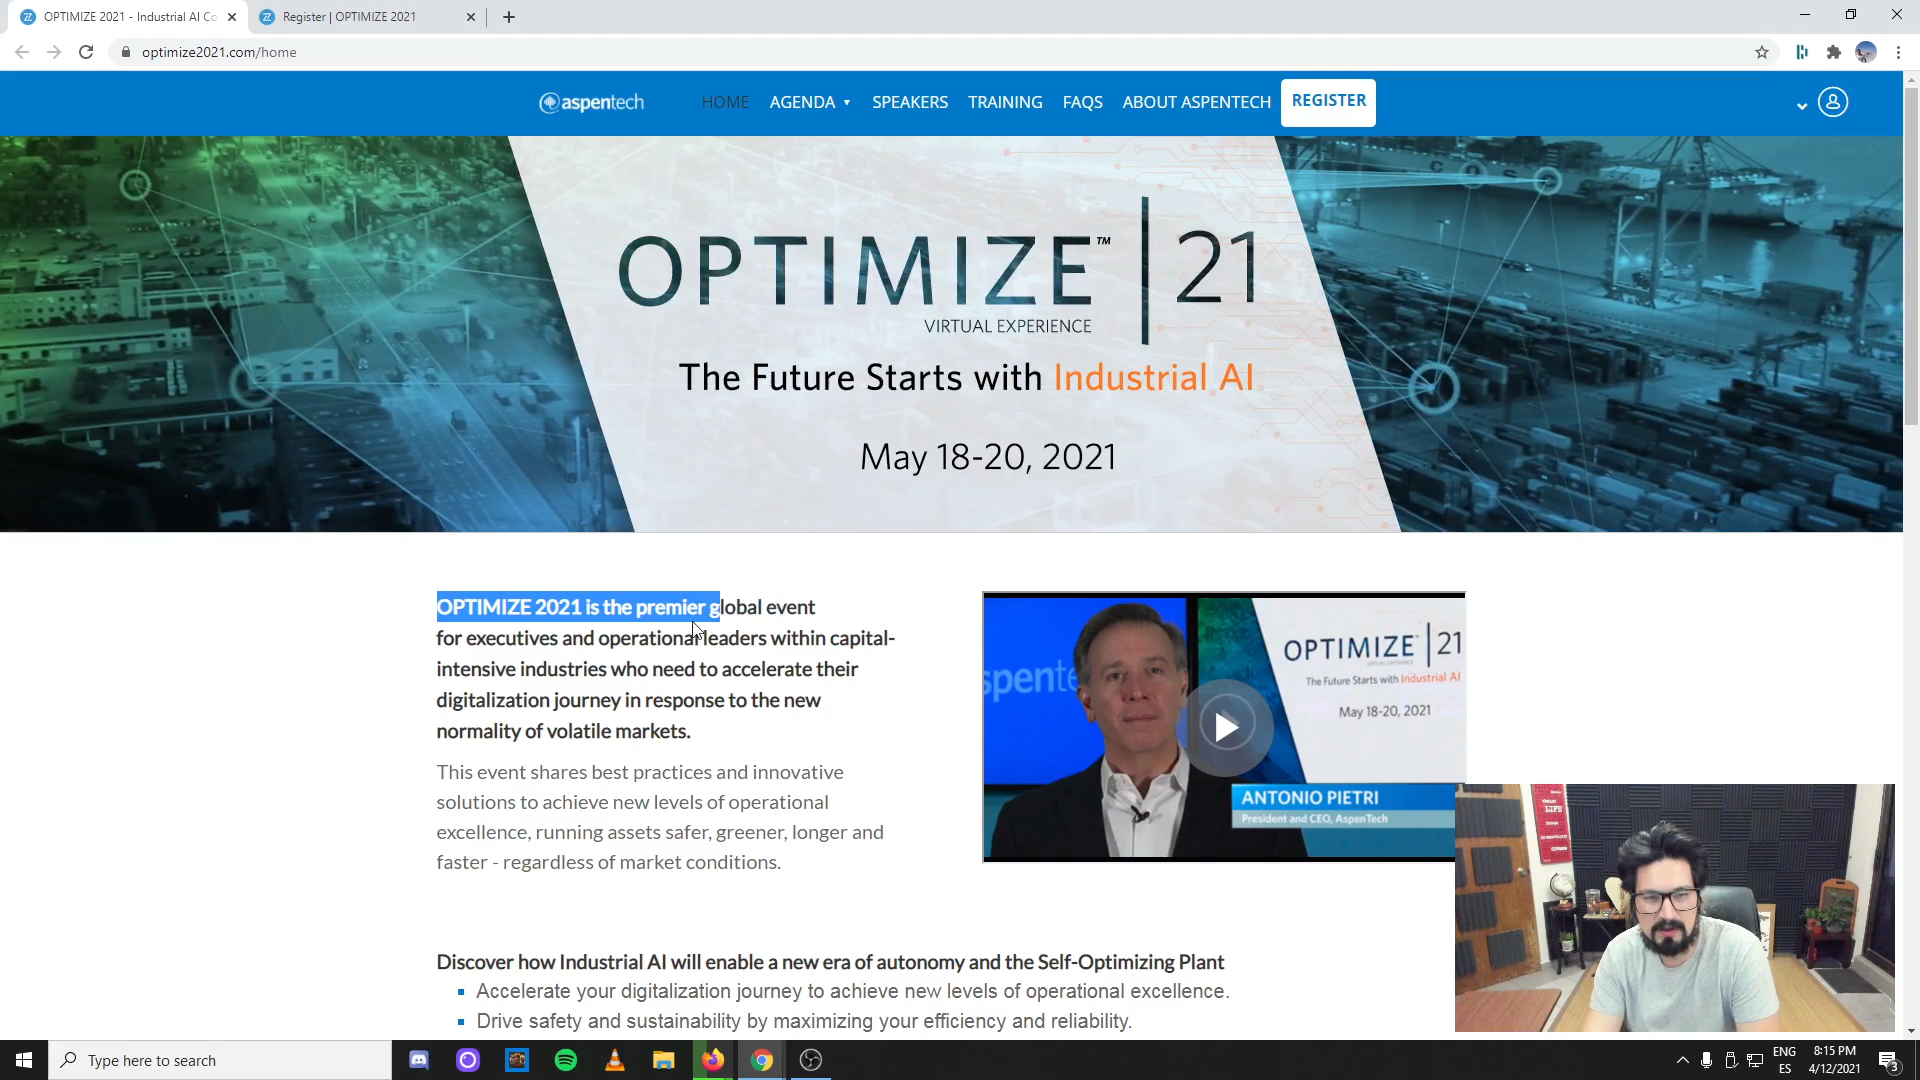 OPTIMIZE 2021 - Industrial AI Co
Register | OPTIMIZE 2021
optimize2021.com/home
aspentech
HOME
AGENDA
SPEAKERS
TRAINING
FAQS
ABOUT ASPENTECH
REGISTER
OPTIMIZE™ | 21
VIRTUAL EXPERIENCE
The Future Starts with Industrial AI
May 18-20, 2021
OPTIMIZE 2021 is the premier global event
for executives and operational leaders within capital-
intensive industries who need to accelerate their
digitalization journey in response to the new
normality of volatile markets.
This event shares best practices and innovative
solutions to achieve new levels of operational
excellence, running assets safer, greener, longer and
faster - regardless of market conditions.
spente
OPTIMIZE | 21
VIRTUAL EXPERIENCE
The Future Starts with Industrial AI
May 18-20, 2021
ANTONIO PIETRI
President and CEO, AspenTech
Discover how Industrial AI will enable a new era of autonomy and the Self-Optimizing Plant
Accelerate your digitalization journey to achieve new levels of operational excellence.
Drive safety and sustainability by maximizing your efficiency and reliability.
LIFE
Type here to search
ENG
ES
8:15 PM
4/12/2021
3